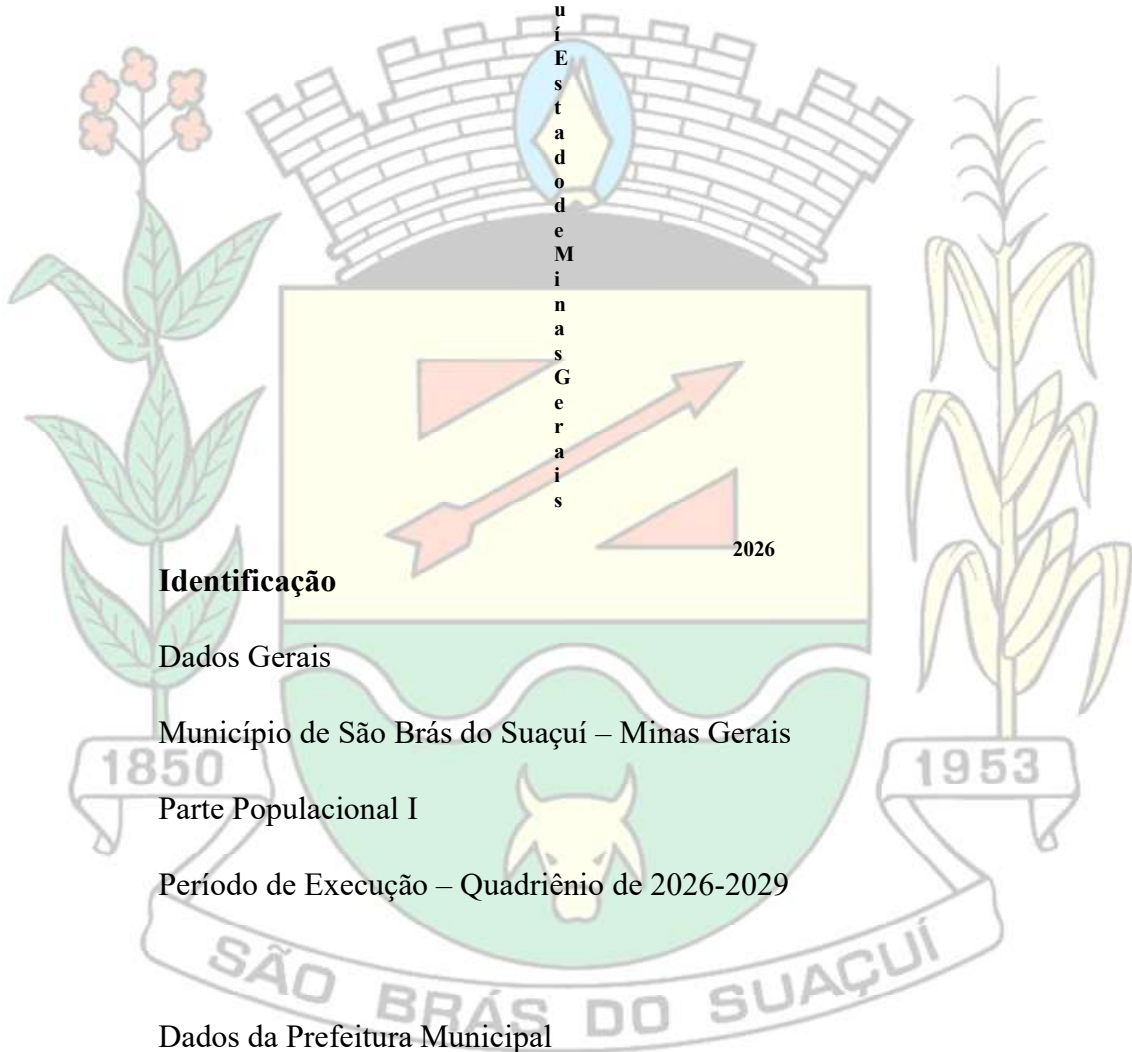 u
í
E
s
t
a
d
o
d
e
M
i
n
a
s
G
e
r
a
i
s
2026
Identificação
Dados Gerais
Município de São Brás do Suaçuí – Minas Gerais
1850
1953
Parte Populacional I
Período de Execução – Quadriênio de 2026-2029
SÃO BRÁS DO SUAÇUÍ
Dados da Prefeitura Municipal